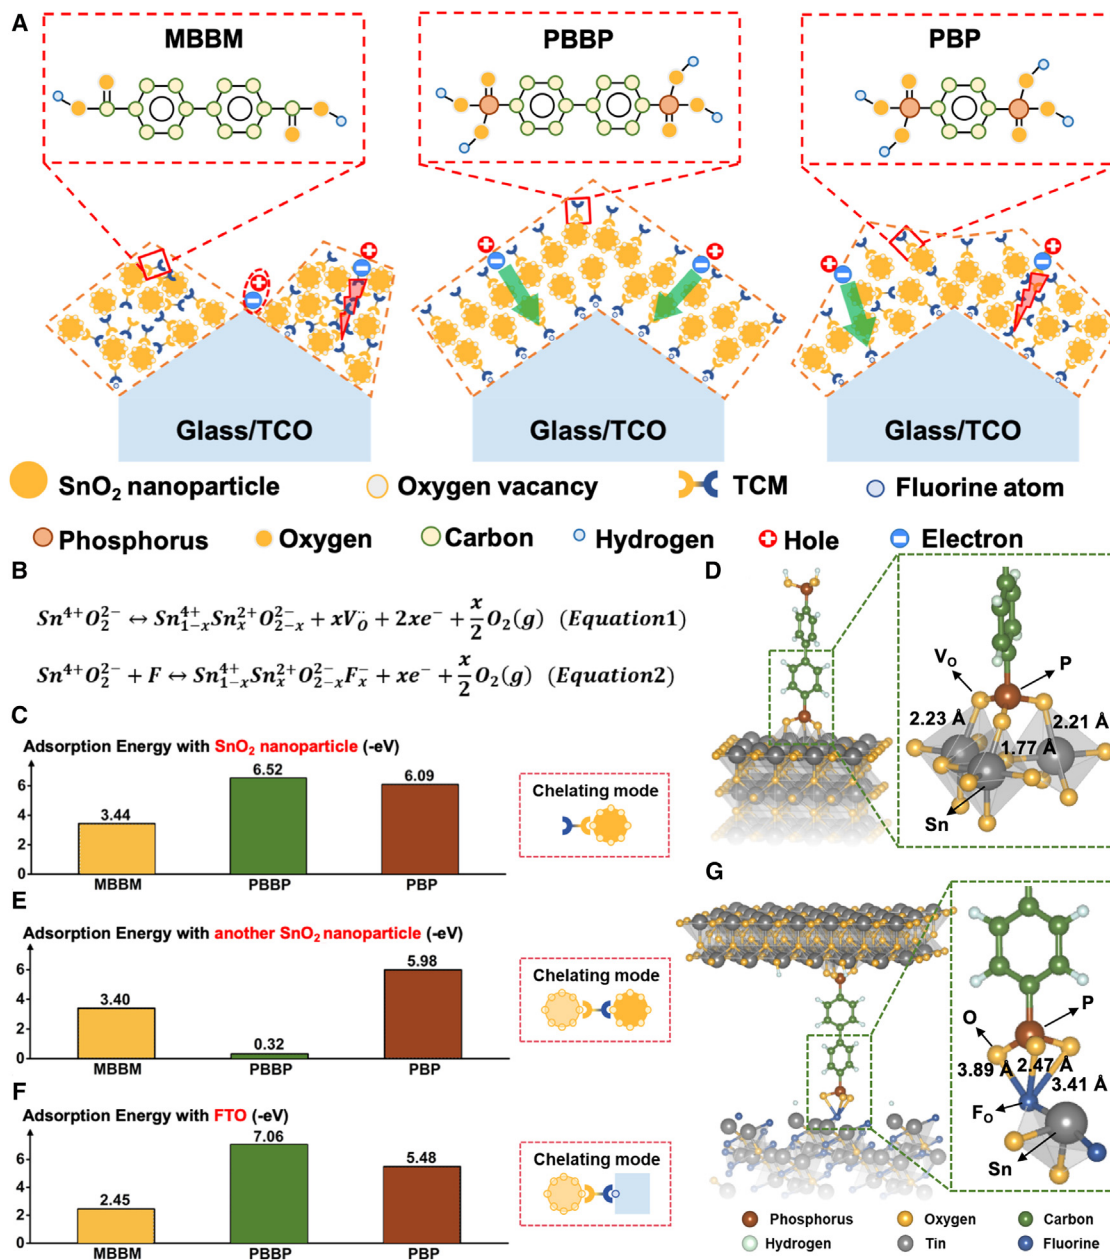 A
MBBM
PBBP
PBP
Glass/TCO
Glass/TCO
Glass/TCO
SnO₂ nanoparticle
Oxygen vacancy
TCM
Fluorine atom
Phosphorus
Oxygen
Carbon
Hydrogen
Hole
Electron
B
Sn⁴⁺O₂²⁻ ↔ Sn₁₋ₓ⁴⁺Snₓ²⁺O₂₋ₓ²⁻ + xV_O^{..} + 2xe⁻ + x/2 O₂(g) (Equation1)
Sn⁴⁺O₂²⁻ + F ↔ Sn₁₋ₓ⁴⁺Snₓ²⁺O₂₋ₓ²⁻Fₓ⁻ + xe⁻ + x/2 O₂(g) (Equation2)
C
Adsorption Energy with SnO₂ nanoparticle (-eV)
6
4
2
0
3.44
6.52
6.09
MBBM
PBBP
PBP
Chelating mode
D
V_O
P
2.23 Å
2.21 Å
1.77 Å
Sn
E
Adsorption Energy with another SnO₂ nanoparticle (-eV)
6
4
2
0
3.40
0.32
5.98
MBBM
PBBP
PBP
Chelating mode
F
Adsorption Energy with FTO (-eV)
6
4
2
0
2.45
7.06
5.48
MBBM
PBBP
PBP
Chelating mode
G
O
P
3.89 Å
2.47 Å
3.41 Å
F_O
Sn
Phosphorus
Oxygen
Carbon
Hydrogen
Tin
Fluorine